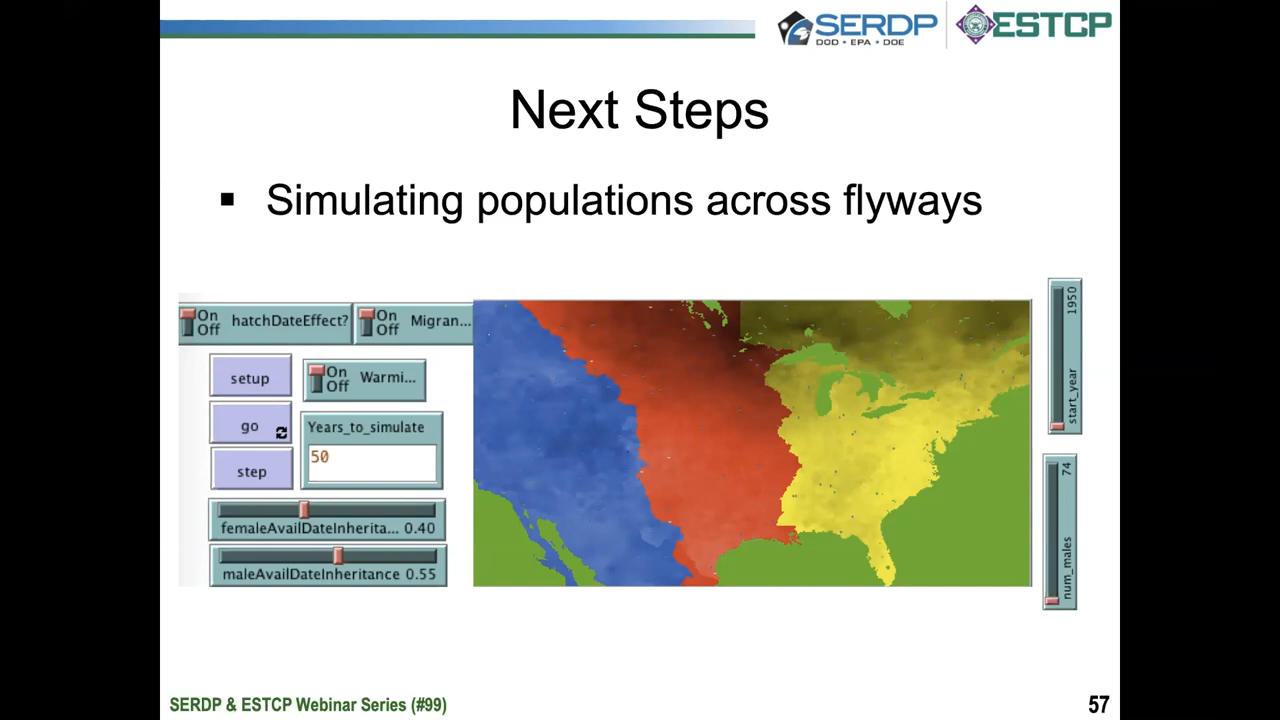 SERDP
DOD • EPA • DOE
ESTCP
Next Steps
▪ Simulating populations across flyways
On
Off
hatchDateEffect?
On
Off
Migran...
setup
On
Off
Warmi...
go
Years_to_simulate
50
step
femaleAvailDateInherita... 0.40
maleAvailDateInheritance 0.55
start_year 1950
num_males 74
SERDP & ESTCP Webinar Series (#99)
57